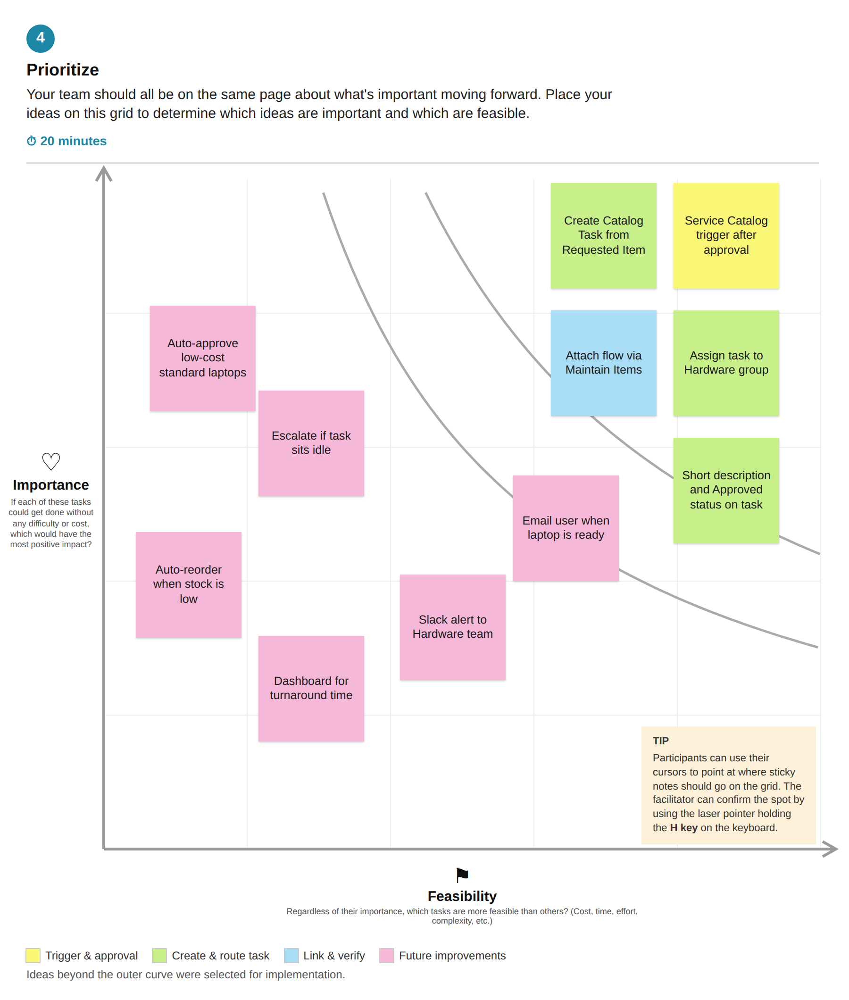 4
Prioritize
Your team should all be on the same page about what's important moving forward. Place your
ideas on this grid to determine which ideas are important and which are feasible.
⏱ 20 minutes
Create Catalog
Task from
Requested Item
Service Catalog
trigger after
approval
Auto-approve
low-cost
standard laptops
Attach flow via
Maintain Items
Assign task to
Hardware group
Escalate if task
sits idle
Short description
and Approved
status on task
Email user when
laptop is ready
♡
Importance
If each of these tasks
could get done without
any difficulty or cost,
which would have the
most positive impact?
Auto-reorder
when stock is
low
Slack alert to
Hardware team
Dashboard for
turnaround time
TIP
Participants can use their
cursors to point at where sticky
notes should go on the grid. The
facilitator can confirm the spot by
using the laser pointer holding
the H key on the keyboard.
⚑
Feasibility
Regardless of their importance, which tasks are more feasible than others? (Cost, time, effort,
complexity, etc.)
Trigger & approval
Create & route task
Link & verify
Future improvements
Ideas beyond the outer curve were selected for implementation.